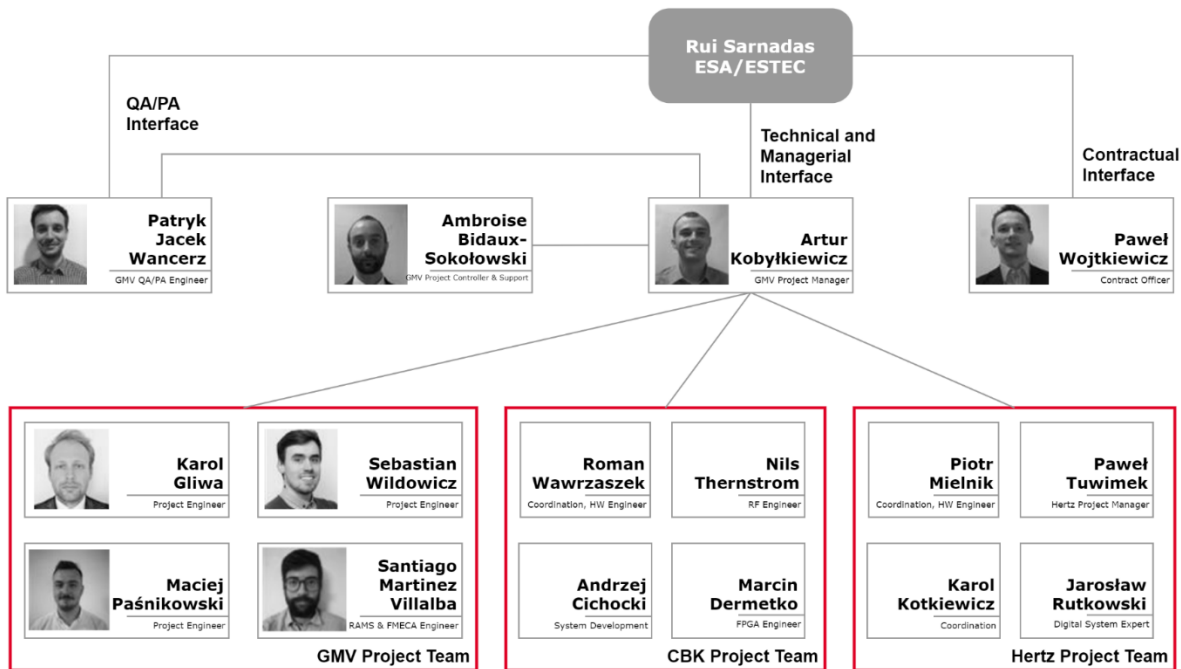 Rui Sarnadas
ESA/ESTEC
QA/PA
Interface
Technical and
Managerial
Interface
Contractual
Interface
Patryk
Jacek
Wancerz
GMV QA/PA Engineer
Ambroise
Bidaux-
Sokołowski
GMV Project Controller & Support
Artur
Kobyłkiewicz
GMV Project Manager
Paweł
Wojtkiewicz
Contract Officer
Karol
Gliwa
Project Engineer
Sebastian
Wildowicz
Project Engineer
Maciej
Paśnikowski
Project Engineer
Santiago
Martinez
Villalba
RAMS & FMECA Engineer
GMV Project Team
Roman
Wawrzaszek
Coordination, HW Engineer
Nils
Thernstrom
RF Engineer
Andrzej
Cichocki
System Development
Marcin
Dermetko
FPGA Engineer
CBK Project Team
Piotr
Mielnik
Coordination, HW Engineer
Paweł
Tuwimek
Hertz Project Manager
Karol
Kotkiewicz
Coordination
Jarosław
Rutkowski
Digital System Expert
Hertz Project Team